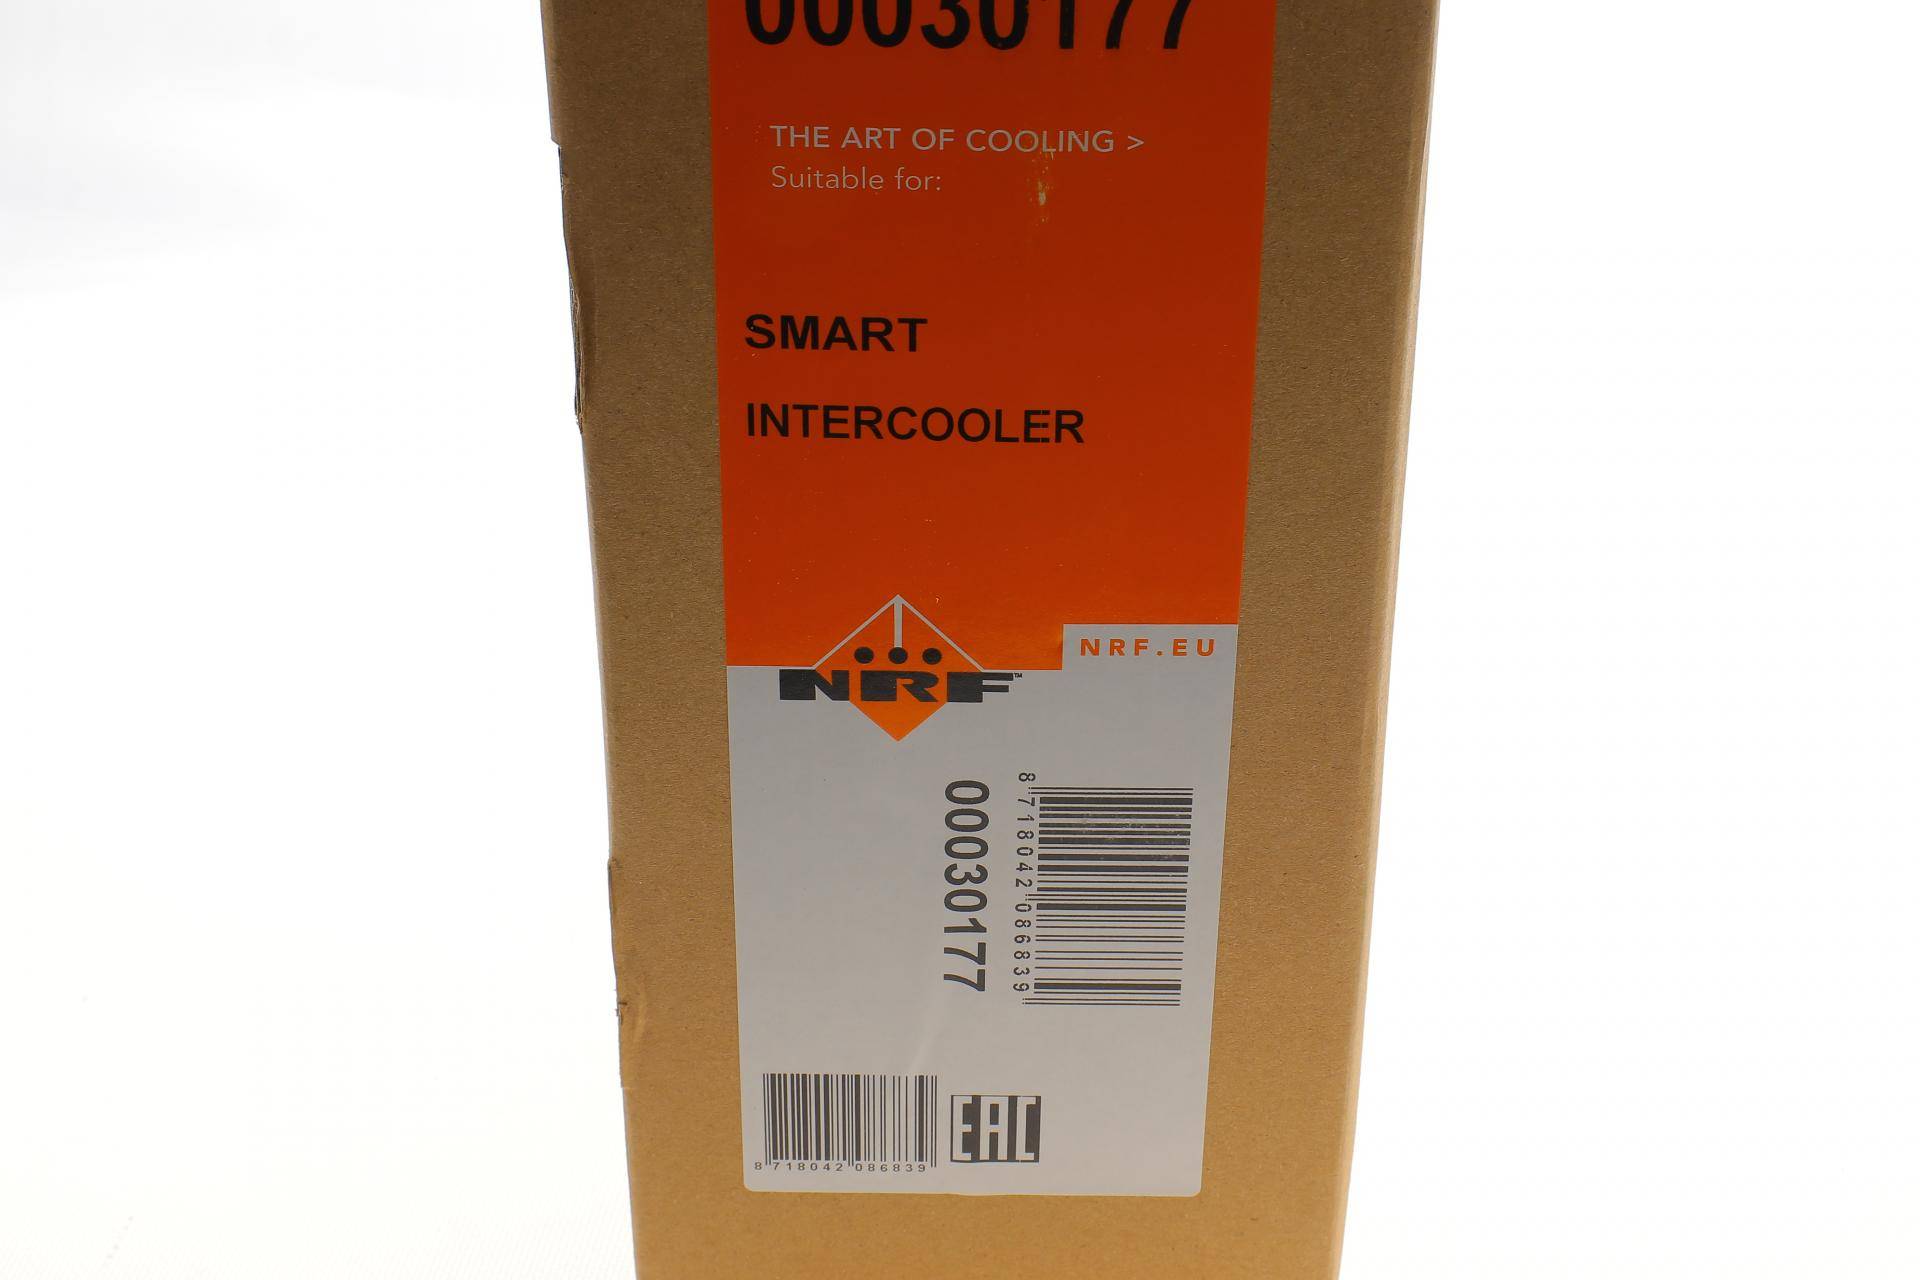 00030177
THE ART OF COOLING >
Suitable for:
SMART
INTERCOOLER
NRF.EU
NRF™
00030177
8 718042 086839
8 718042 086839
EAC